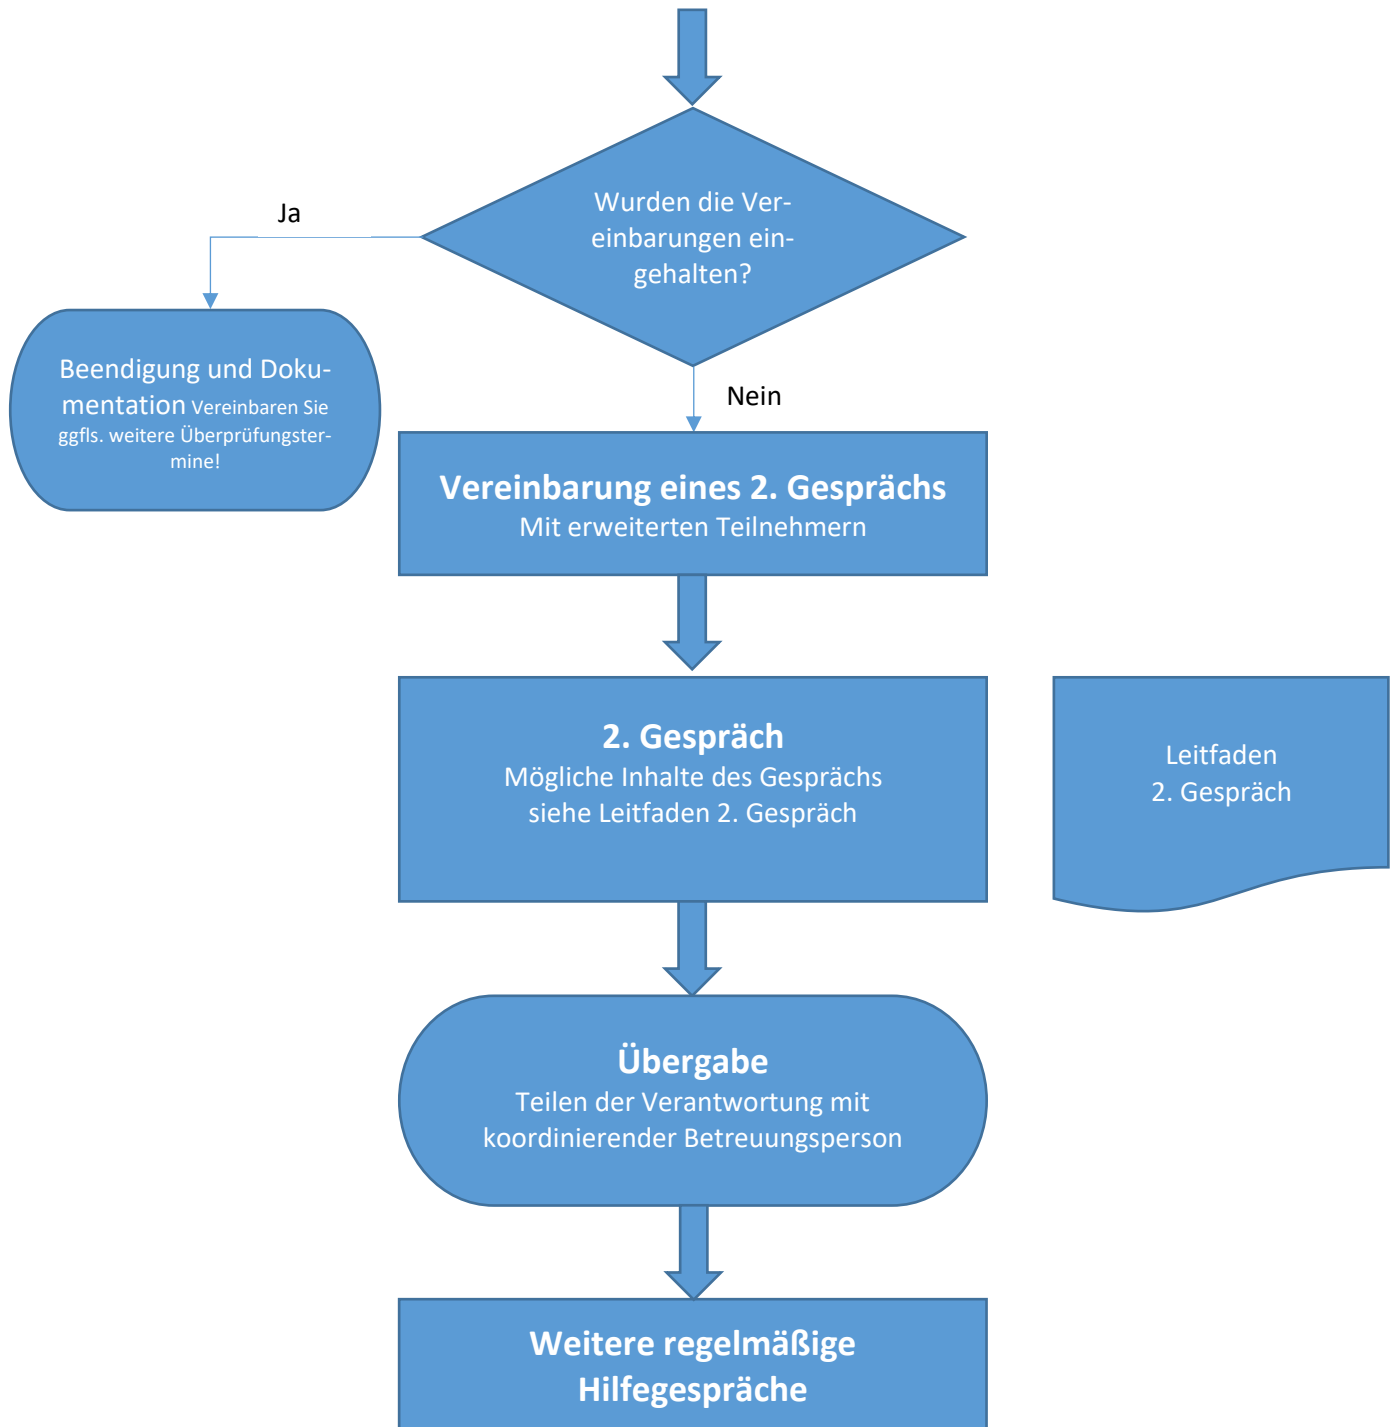 Wurden die Ver-
einbarungen ein-
gehalten?
Ja
Beendigung und Doku-
mentation Vereinbaren Sie
ggfls. weitere Überprüfungster-
mine!
Nein
Vereinbarung eines 2. Gesprächs
Mit erweiterten Teilnehmern
2. Gespräch
Mögliche Inhalte des Gesprächs
siehe Leitfaden 2. Gespräch
Leitfaden
2. Gespräch
Übergabe
Teilen der Verantwortung mit
koordinierender Betreuungsperson
Weitere regelmäßige
Hilfegespräche